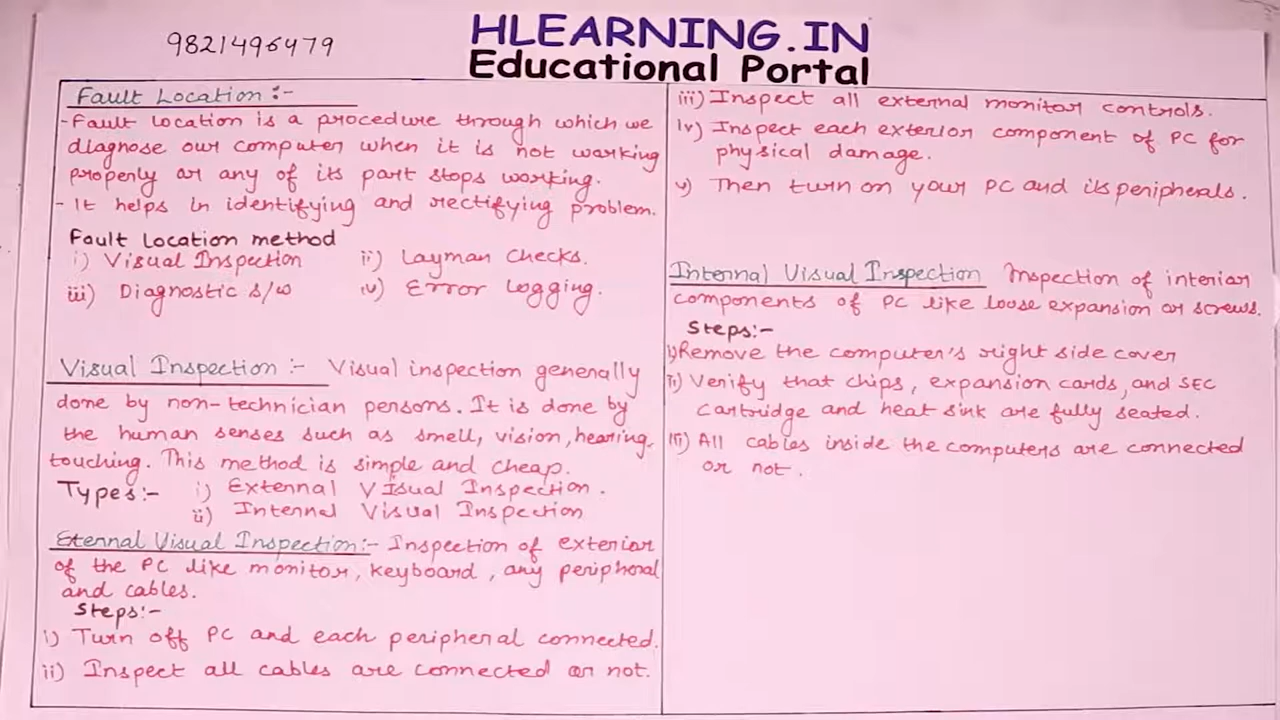 9821496479
HLEARNING.IN
Educational Portal
Fault Location :-
- Fault location is a procedure through which we
diagnose our computer when it is not working
properly or any of its part stops working.
- It helps in identifying and rectifying problem.
Fault Location method
i) Visual Inspection ii) Layman Checks.
iii) Diagnostic S/W iv) Error Logging.
Visual Inspection :- Visual inspection generally
done by non-technician persons. It is done by
the human senses such as smell, vision, hearing,
touching. This method is simple and cheap.
Types:- i) External Visual Inspection.
ii) Internal Visual Inspection
Eternal Visual Inspection:- Inspection of exterior
of the PC like monitor, keyboard, any peripheral
and cables.
Steps:-
i) Turn off PC and each peripheral connected.
ii) Inspect all cables are connected or not.
iii) Inspect all external monitor controls.
iv) Inspect each exterior component of PC for
physical damage.
v) Then turn on your PC and its peripherals.
Internal Visual Inspection Inspection of interior
components of PC like loose expansion or screws.
Steps:-
i) Remove the computer's right side cover
ii) Verify that chips, expansion cards, and SEC
Cartridge and heat sink are fully seated.
iii) All cables inside the computers are connected
or not.